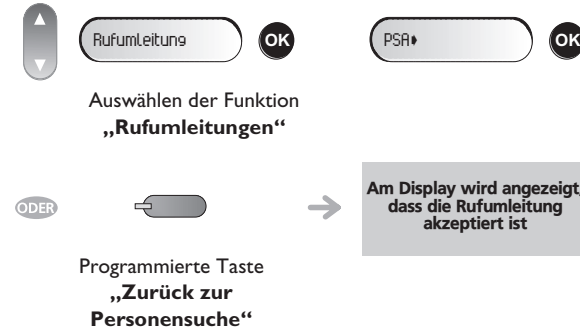 Rufumleitung
OK
PSA
OK
Auswählen der Funktion
„Rufumleitungen“
ODER
Am Display wird angezeigt,
dass die Rufumleitung
akzeptiert ist
Programmierte Taste
„Zurück zur
Personensuche“